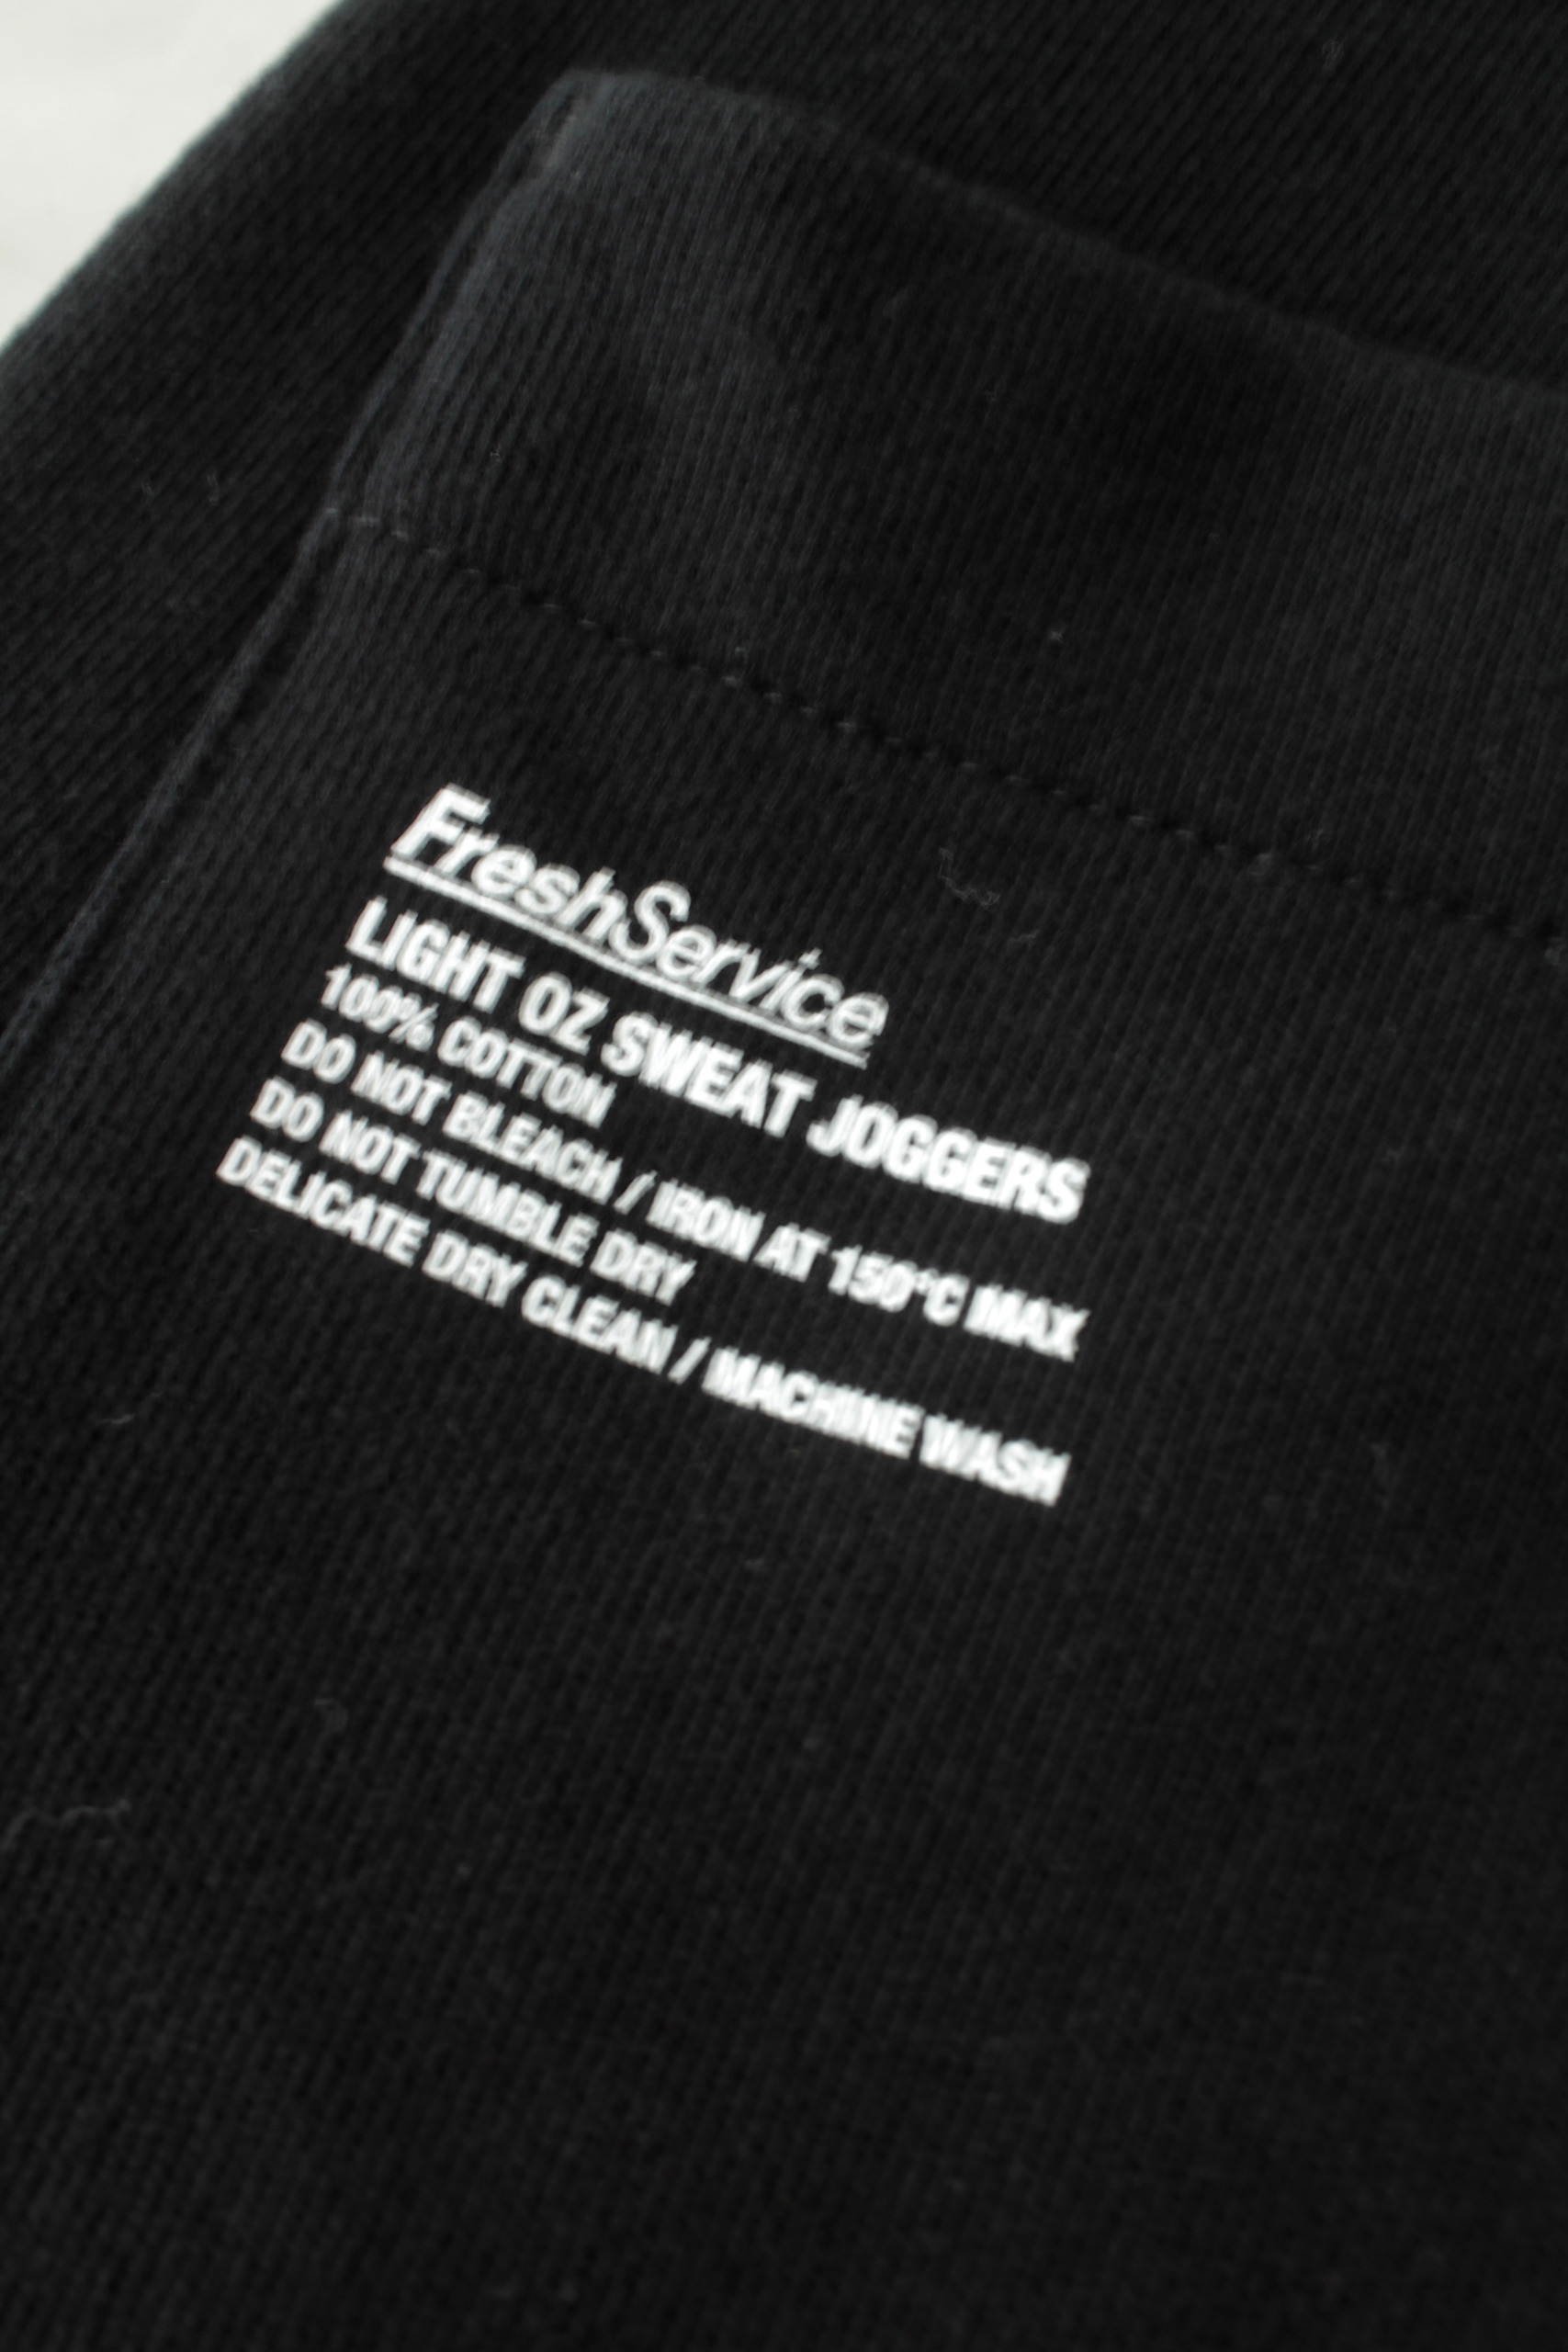 FreshService
LIGHT OZ SWEAT JOGGERS
100% COTTON
DO NOT BLEACH / IRON AT 150°C MAX
DO NOT TUMBLE DRY
DELICATE DRY CLEAN / MACHINE WASH